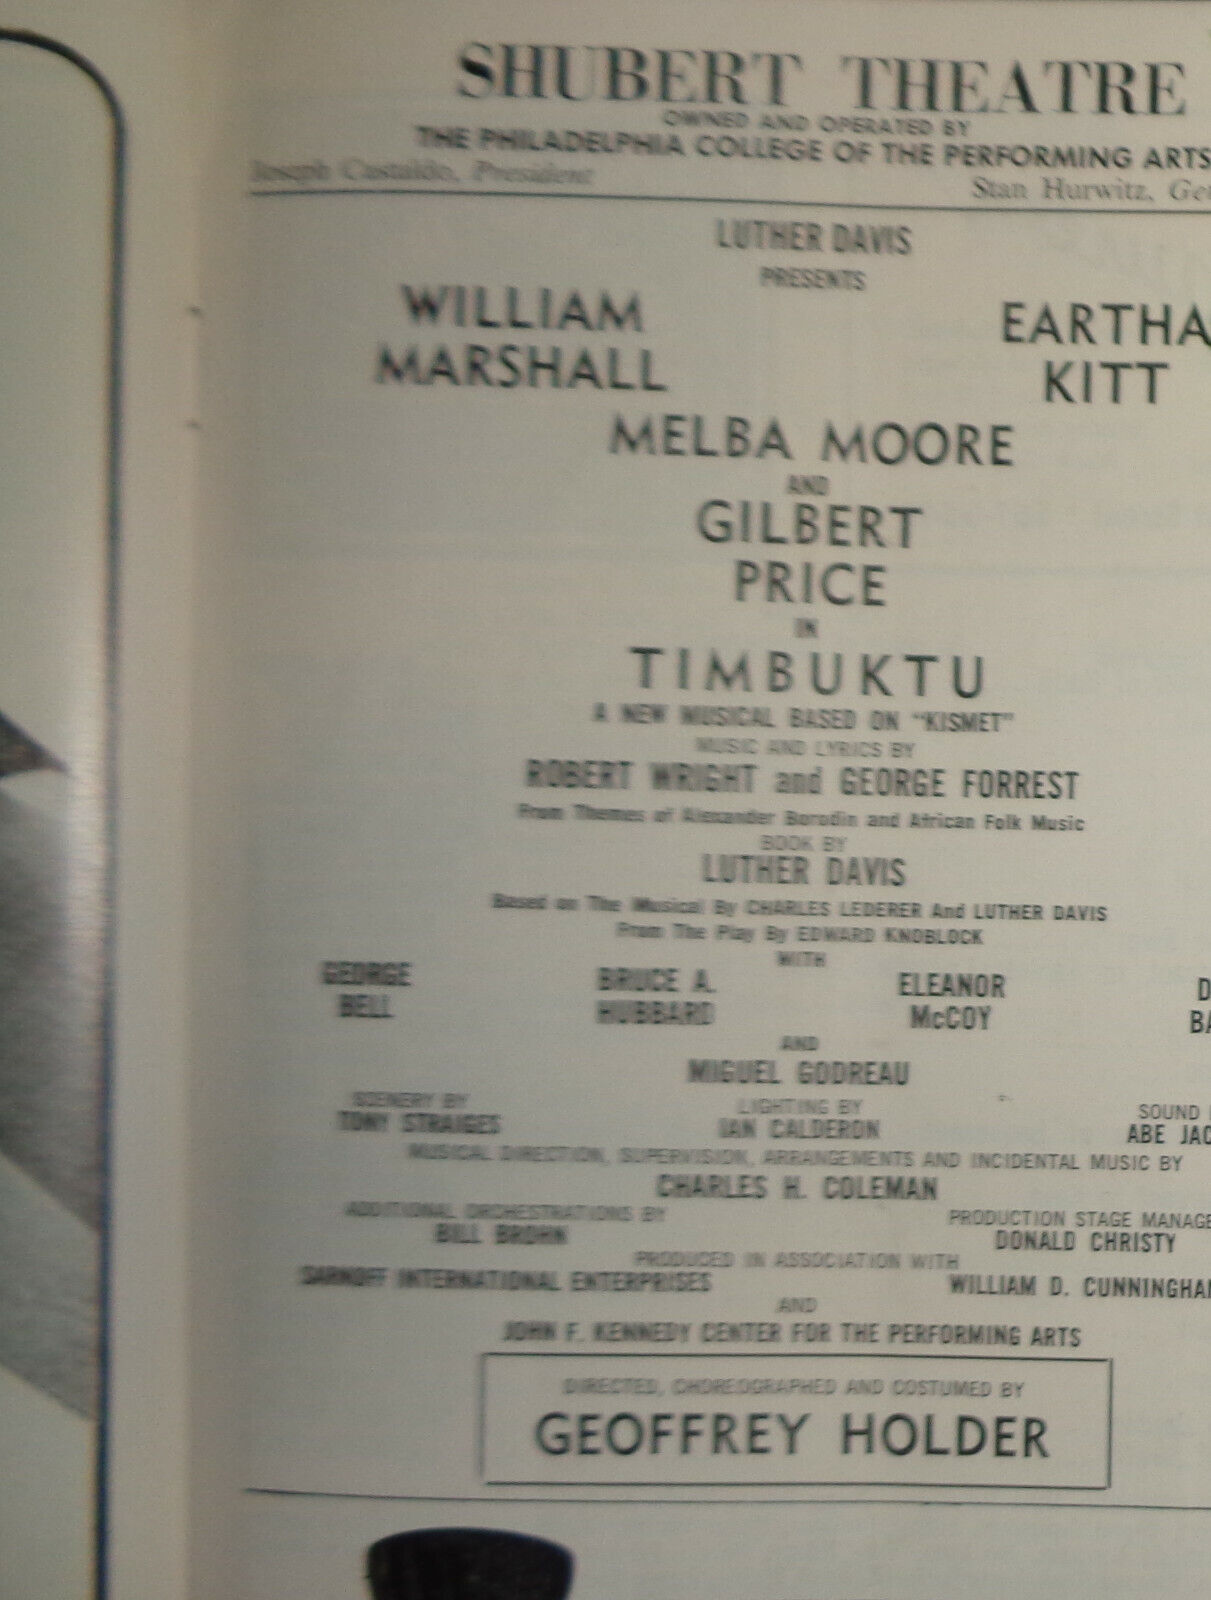 SHUBERT THEATRE
OWNED AND OPERATED BY
THE PHILADELPHIA COLLEGE OF THE PERFORMING ARTS
Joseph Castaldo, President Stan Hurwitz,
LUTHER DAVIS
PRESENTS
WILLIAM EARTHA
MARSHALL KITT
MELBA MOORE
AND
GILBERT
PRICE
IN
TIMBUKTU
A NEW MUSICAL BASED ON "KISMET"
MUSIC AND LYRICS BY
ROBERT WRIGHT and GEORGE FORREST
From Themes of Alexander Borodin and African Folk Music
BOOK BY
LUTHER DAVIS
Based on The Musical By CHARLES LEDERER And LUTHER DAVIS
From The Play By EDWARD KNOBLOCK
WITH
GEORGE BRUCE A. ELEANOR
BELL HUBBARD McCOY
AND
MIGUEL GODREAU
SCENERY BY LIGHTING BY SOUND
TONY STRAIGES IAN CALDERON ABE
MUSICAL DIRECTION, SUPERVISION, ARRANGEMENTS AND INCIDENTAL MUSIC BY
CHARLES H. COLEMAN
ADDITIONAL ORCHESTRATIONS BY PRODUCTION STAGE
BILL BROHN DONALD CHRISTY
PRODUCED IN ASSOCIATION WITH
SARNOFF INTERNATIONAL ENTERPRISES WILLIAM D. CUNNINGHAM
AND
JOHN F. KENNEDY CENTER FOR THE PERFORMING ARTS
DIRECTED, CHOREOGRAPHED AND COSTUMED BY
GEOFFREY HOLDER